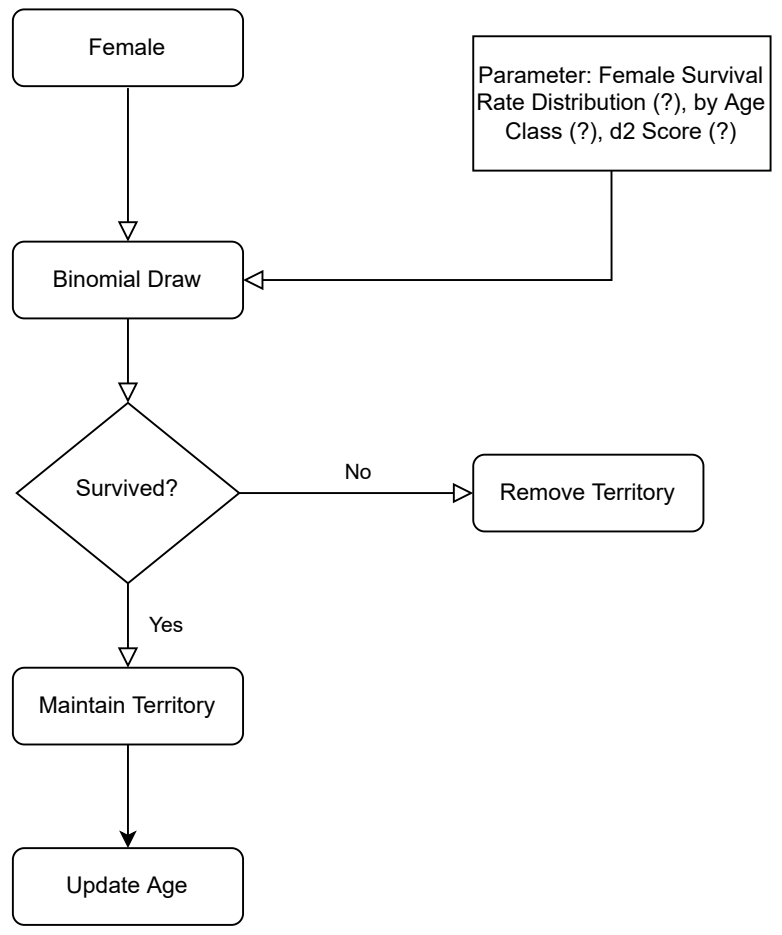 Female
Parameter: Female Survival
Rate Distribution (?), by Age
Class (?), d2 Score (?)
Binomial Draw
Survived?
No
Remove Territory
Yes
Maintain Territory
Update Age